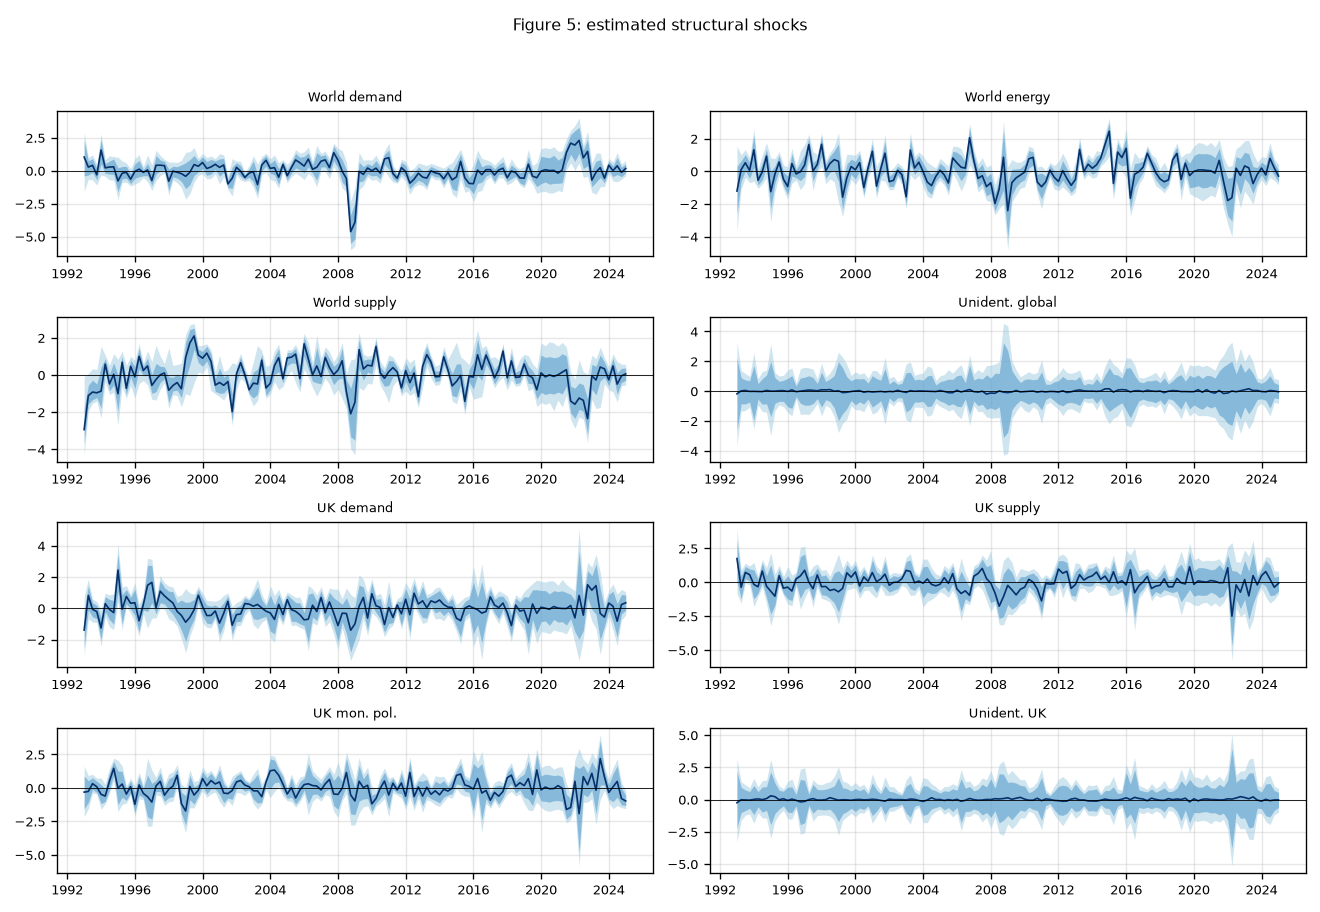 Figure 5: estimated structural shocks
World demand
2.5
0.0
−2.5
−5.0
1992 1996 2000 2004 2008 2012 2016 2020 2024
World energy
2
0
−2
−4
1992 1996 2000 2004 2008 2012 2016 2020 2024
World supply
2
0
−2
−4
1992 1996 2000 2004 2008 2012 2016 2020 2024
Unident. global
4
2
0
−2
−4
1992 1996 2000 2004 2008 2012 2016 2020 2024
UK demand
4
2
0
−2
1992 1996 2000 2004 2008 2012 2016 2020 2024
UK supply
2.5
0.0
−2.5
−5.0
1992 1996 2000 2004 2008 2012 2016 2020 2024
UK mon. pol.
2.5
0.0
−2.5
−5.0
1992 1996 2000 2004 2008 2012 2016 2020 2024
Unident. UK
5.0
2.5
0.0
−2.5
−5.0
1992 1996 2000 2004 2008 2012 2016 2020 2024